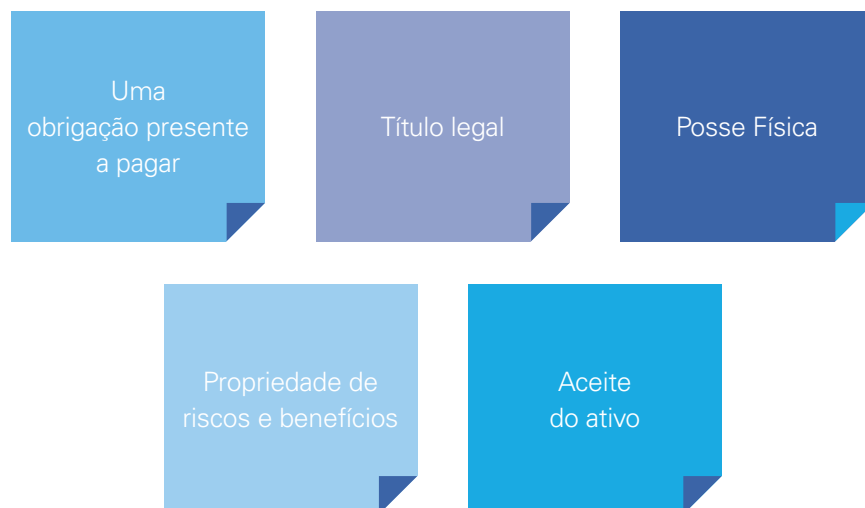 Uma
obrigação presente
a pagar
Título legal
Posse Física
Propriedade de
riscos e benefícios
Aceite
do ativo